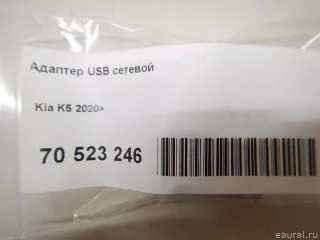 Адаптер USB сетевой
Kia K5 2020>
70 523 246
eaural.ru